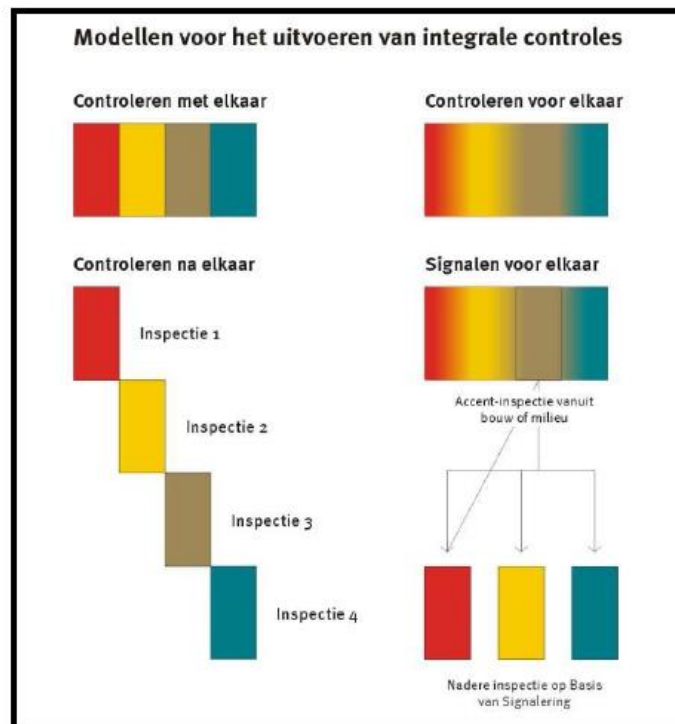 Modellen voor het uitvoeren van integrale controles
Controleren met elkaar
Controleren voor elkaar
Controleren na elkaar
Inspectie 1
Inspectie 2
Inspectie 3
Inspectie 4
Signalen voor elkaar
Accent-inspectie vanuit
bouw of milieu
Nadere inspectie op Basis
van Signalering